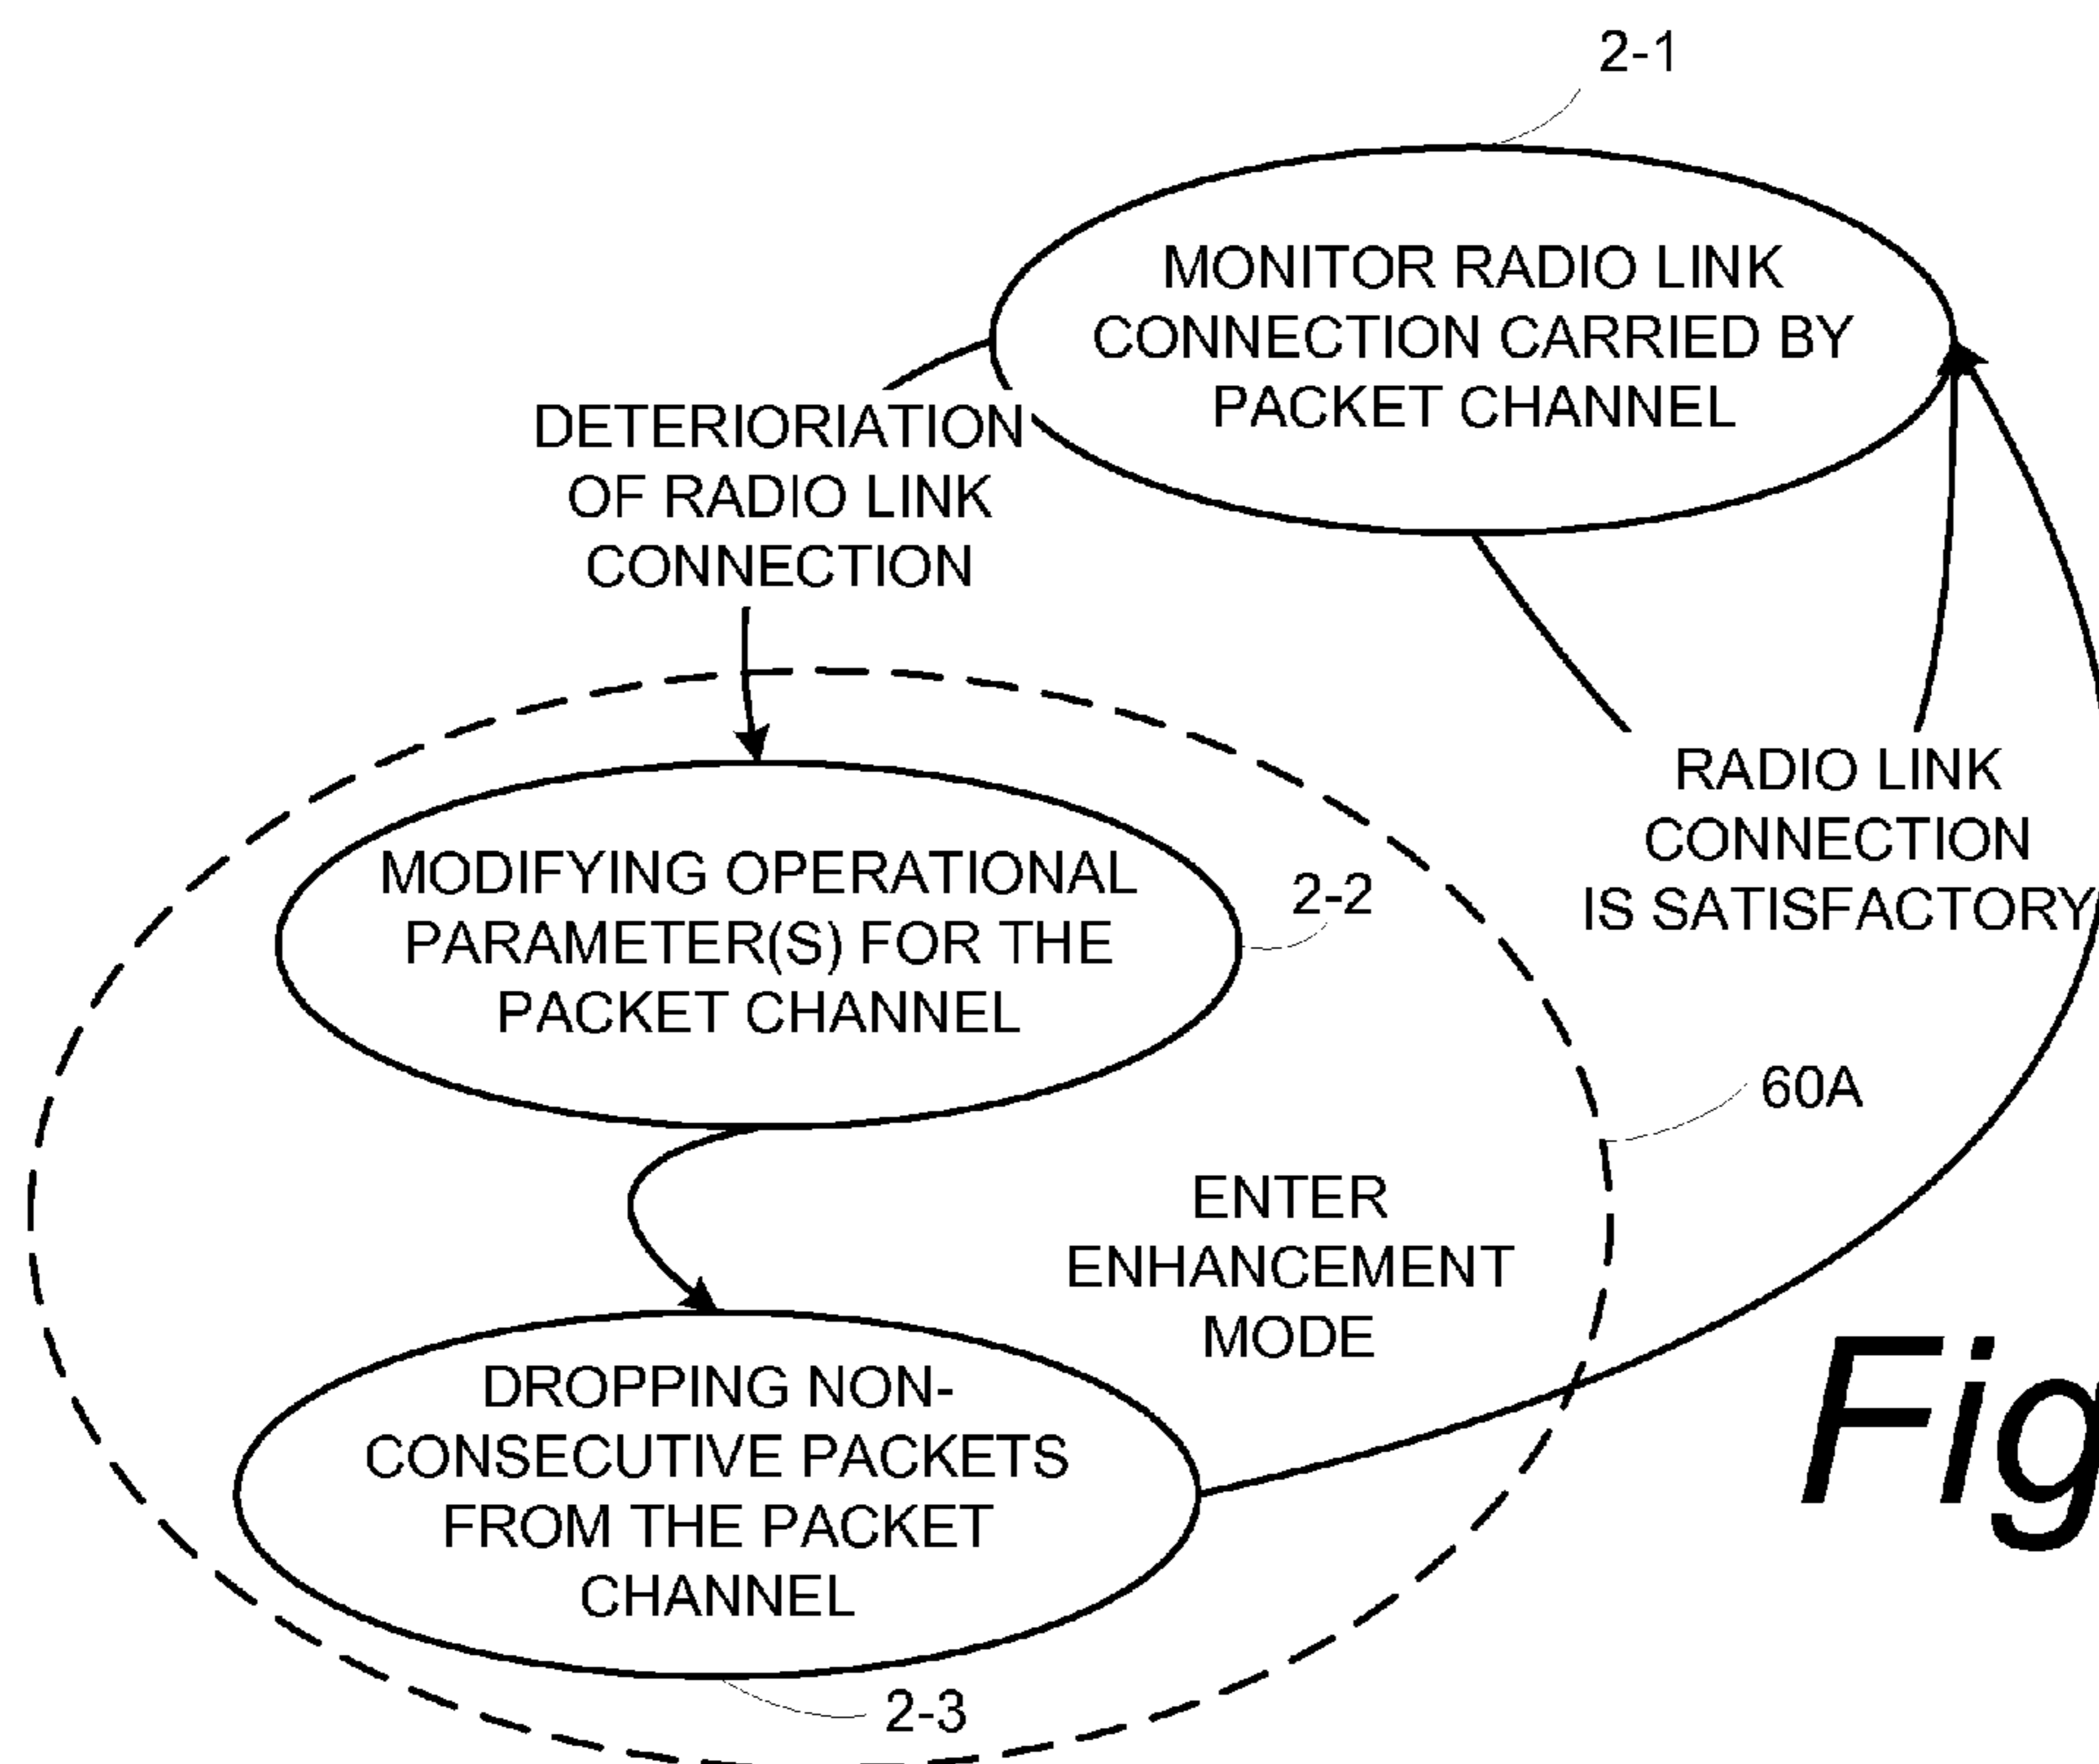 2-1
MONITOR RADIO LINK
CONNECTION CARRIED BY
PACKET CHANNEL
DETERIORIATION
OF RADIO LINK
CONNECTION
RADIO LINK
CONNECTION
IS SATISFACTORY
MODIFYING OPERATIONAL
PARAMETER(S) FOR THE
PACKET CHANNEL
2-2
60A
ENTER
ENHANCEMENT
MODE
DROPPING NON-
CONSECUTIVE PACKETS
FROM THE PACKET
CHANNEL
2-3
Fig